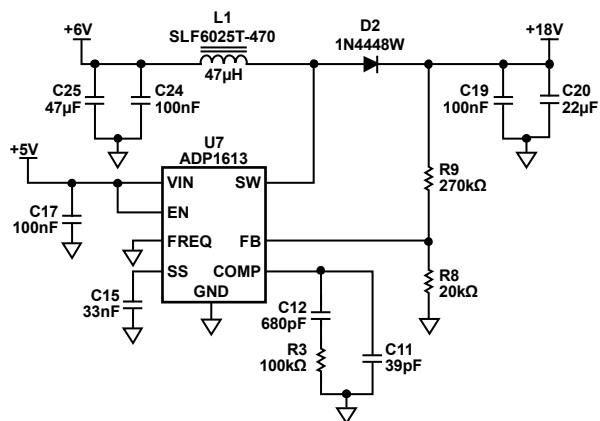 L1
SLF6025T-470
47µH
+6V
D2
1N4448W
+18V
C25
47µF
C24
100nF
C19
100nF
C20
22µF
U7
ADP1613
+5V
VIN
SW
EN
FREQ
FB
SS
COMP
GND
C17
100nF
R9
270kΩ
R8
20kΩ
C15
33nF
C12
680pF
R3
100kΩ
C11
39pF